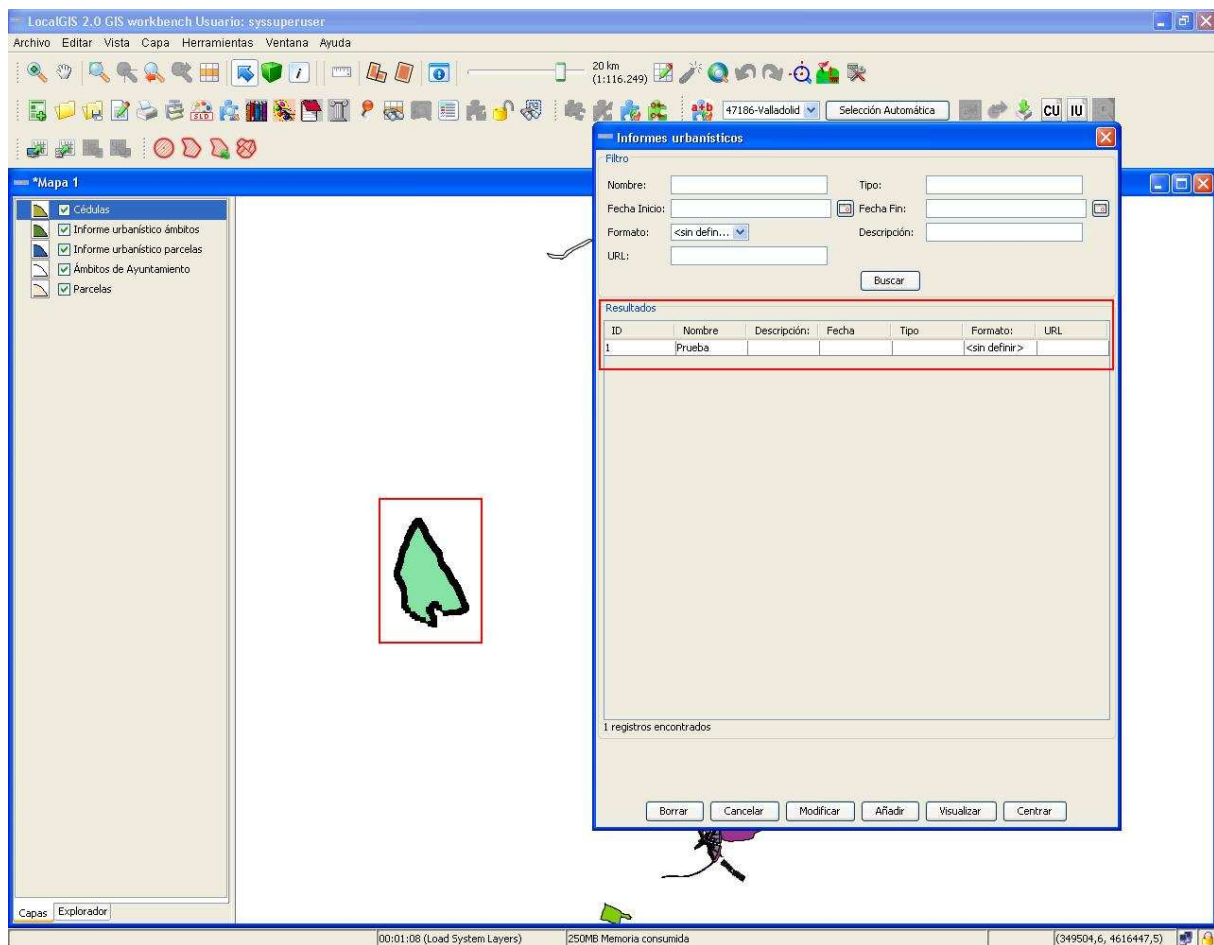 LocalGIS 2.0 GIS workbench Usuario: syssuperuser
Archivo Editar Vista Capa Herramientas Ventana Ayuda
20 km
(1:116.249)
SLD
47186-Valladolid
Selección Automática
CU IU
*Mapa 1
Cédulas
Informe urbanístico ámbitos
Informe urbanístico parcelas
Ámbitos de Ayuntamiento
Parcelas
Informes urbanísticos
Filtro
Nombre: Tipo:
Fecha Inicio: Fecha Fin:
Formato: <sin defin... Descripción:
URL:
Buscar
Resultados
ID Nombre Descripción: Fecha Tipo Formato: URL
1 Prueba <sin definir>
1 registros encontrados
Borrar Cancelar Modificar Añadir Visualizar Centrar
Capas Explorador
00:01:08 (Load System Layers) 250MB Memoria consumida (349504,6, 4616447,5)